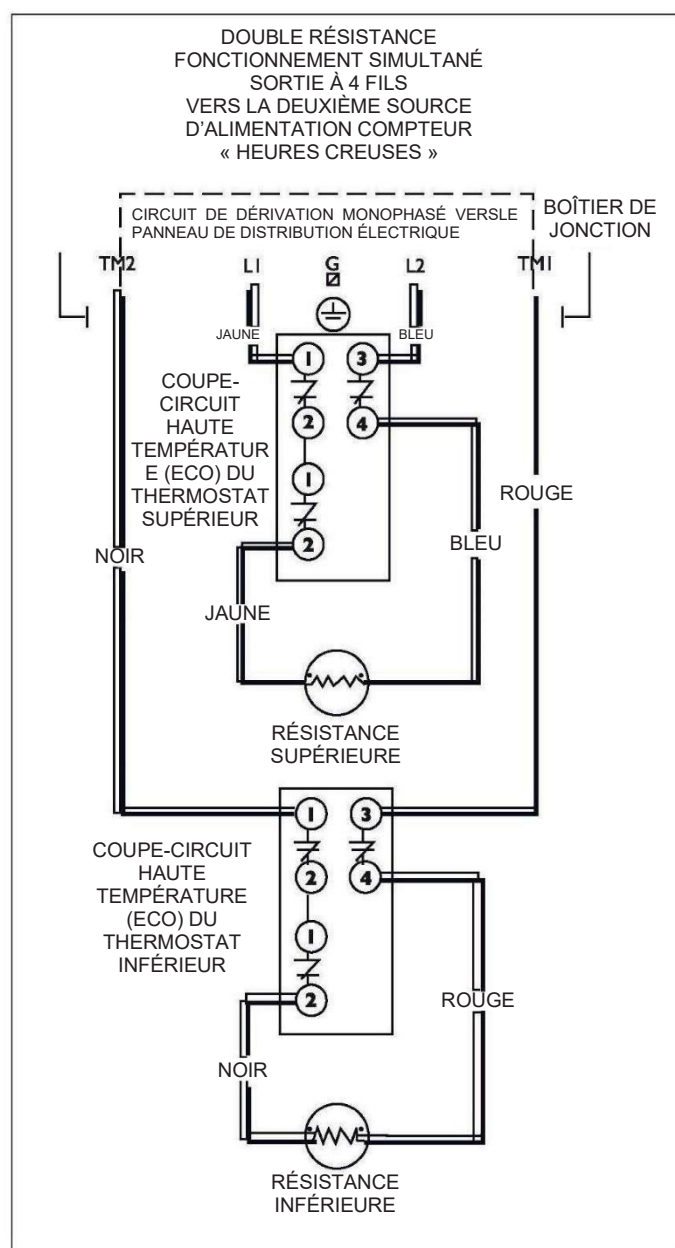 DOUBLE RÉSISTANCE
FONCTIONNEMENT SIMULTANÉ
SORTIE À 4 FILS
VERS LA DEUXIÈME SOURCE
D'ALIMENTATION COMPTEUR
« HEURES CREUSES »
CIRCUIT DE DÉRIVATION MONOPHASÉ VERSLE
PANNEAU DE DISTRIBUTION ÉLECTRIQUE
BOÎTIER DE
JONCTION
TM2 L1 G L2 TM1
JAUNE BLEU
1 3
2 4
1
2
COUPE-
CIRCUIT
HAUTE
TEMPÉRATUR
E (ECO) DU
THERMOSTAT
SUPÉRIEUR
ROUGE
BLEU
NOIR
JAUNE
RÉSISTANCE
SUPÉRIEURE
1 3
2 4
1
2
COUPE-CIRCUIT
HAUTE
TEMPÉRATURE
(ECO) DU
THERMOSTAT
INFÉRIEUR
ROUGE
NOIR
RÉSISTANCE
INFÉRIEURE